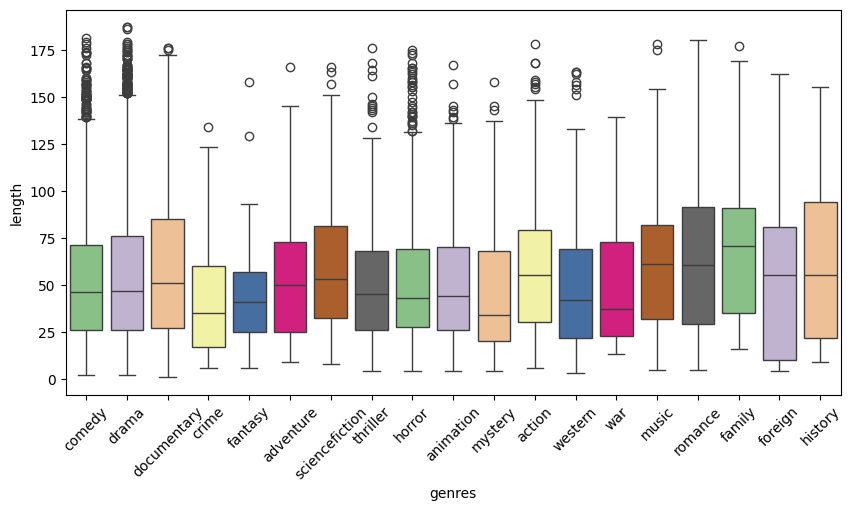 length
175
150
125
100
75
50
25
0
comedy
drama
documentary
crime
fantasy
adventure
sciencefiction
thriller
horror
animation
mystery
action
western
war
music
romance
family
foreign
history
genres